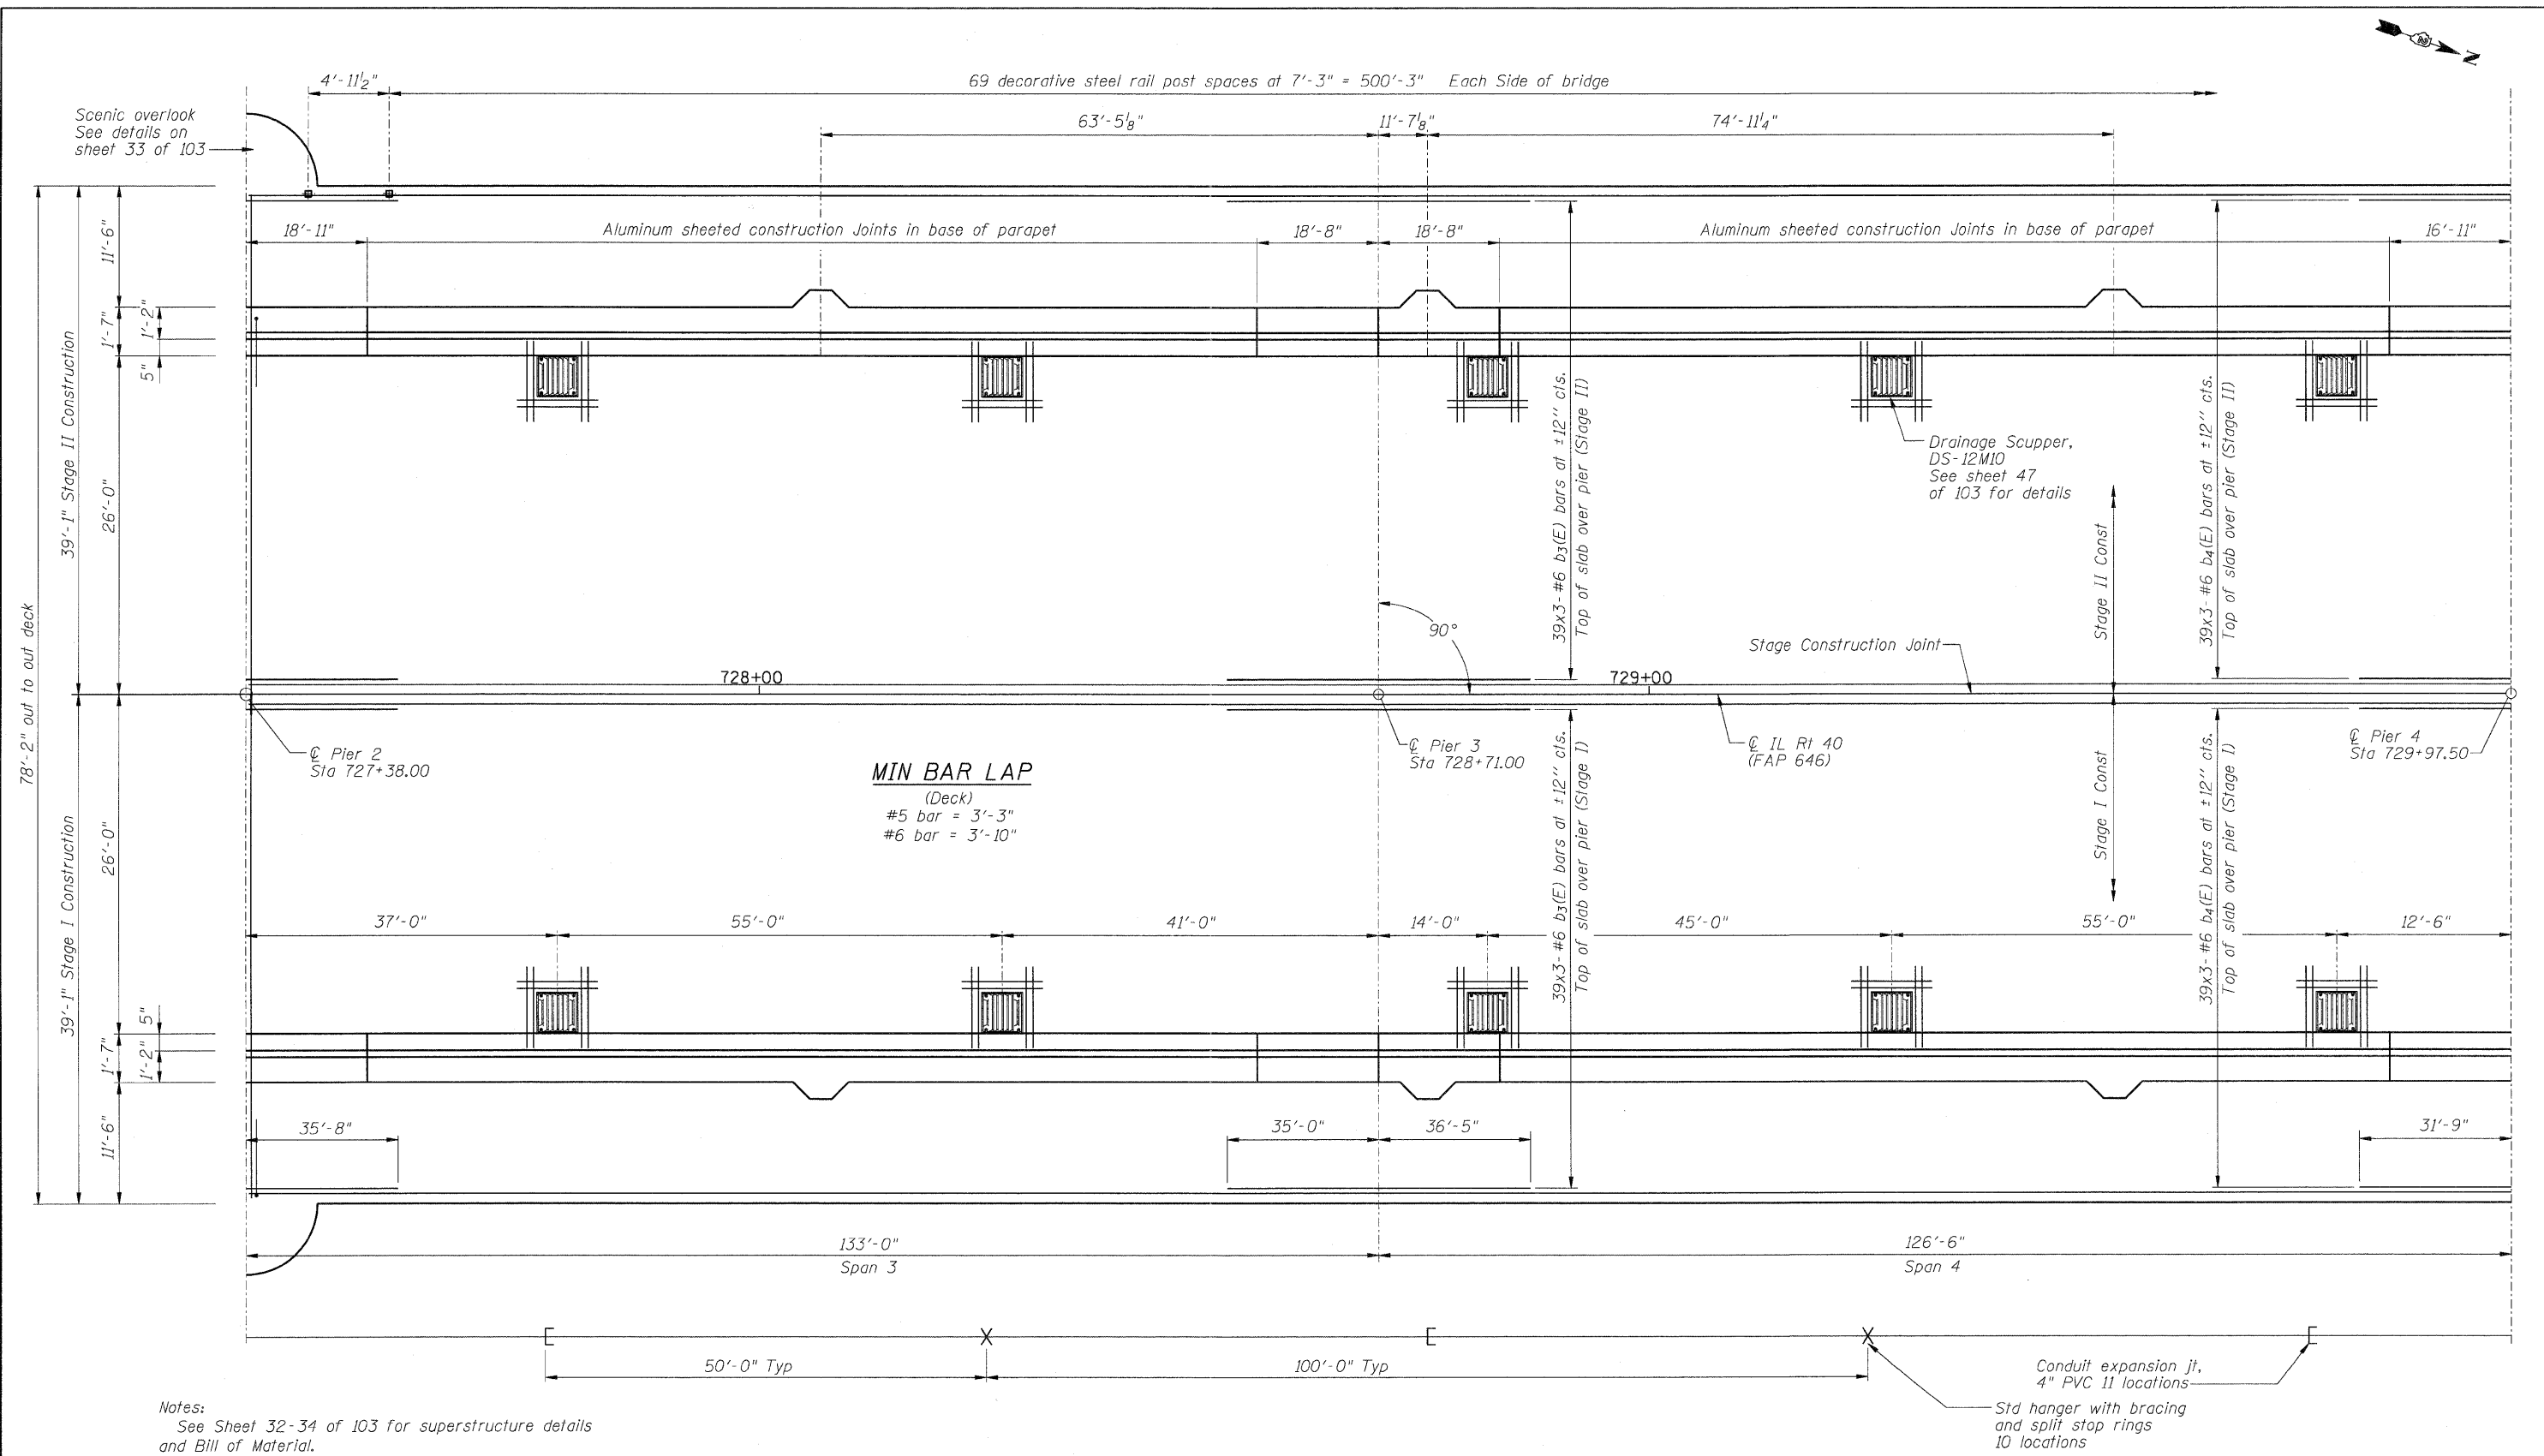 N
4'-11½"
69 decorative steel rail post spaces at 7'-3" = 500'-3" Each Side of bridge
Scenic overlook
See details on
sheet 33 of 103
63'-5⅛"
11'-7⅛"
74'-11¼"
18'-11"
Aluminum sheeted construction Joints in base of parapet
18'-8"
18'-8"
Aluminum sheeted construction Joints in base of parapet
16'-11"
11'-6"
1'-7"
1'-2"
5"
26'-0"
39'-1" Stage II Construction
78'-2" out to out deck
39x3-#6 b3(E) bars at ±12" cts.
Top of slab over pier (Stage II)
Drainage Scupper,
DS-12M10
See sheet 47
of 103 for details
Stage II Const
39x3-#6 b4(E) bars at ±12" cts.
Top of slab over pier (Stage II)
90°
Stage Construction Joint
728+00
729+00
℄ Pier 2
Sta 727+38.00
℄ Pier 3
Sta 728+71.00
℄ IL Rt 40
(FAP 646)
℄ Pier 4
Sta 729+97.50
MIN BAR LAP
(Deck)
#5 bar = 3'-3"
#6 bar = 3'-10"
39'-1" Stage I Construction
26'-0"
39x3-#6 b3(E) bars at ±12" cts.
Top of slab over pier (Stage I)
Stage I Const
39x3-#6 b4(E) bars at ±12" cts.
Top of slab over pier (Stage I)
37'-0"
55'-0"
41'-0"
14'-0"
45'-0"
55'-0"
12'-6"
5"
1'-7"
1'-2"
11'-6"
35'-8"
35'-0"
36'-5"
31'-9"
133'-0"
Span 3
126'-6"
Span 4
E
X
E
X
E
50'-0" Typ
100'-0" Typ
Conduit expansion jt,
4" PVC 11 locations
Std hanger with bracing
and split stop rings
10 locations
Notes:
See Sheet 32-34 of 103 for superstructure details
and Bill of Material.